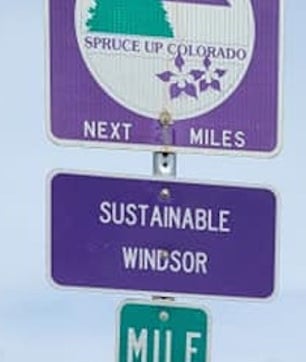 SPRUCE UP COLORADO
NEXT MILES
SUSTAINABLE
WINDSOR
MILE